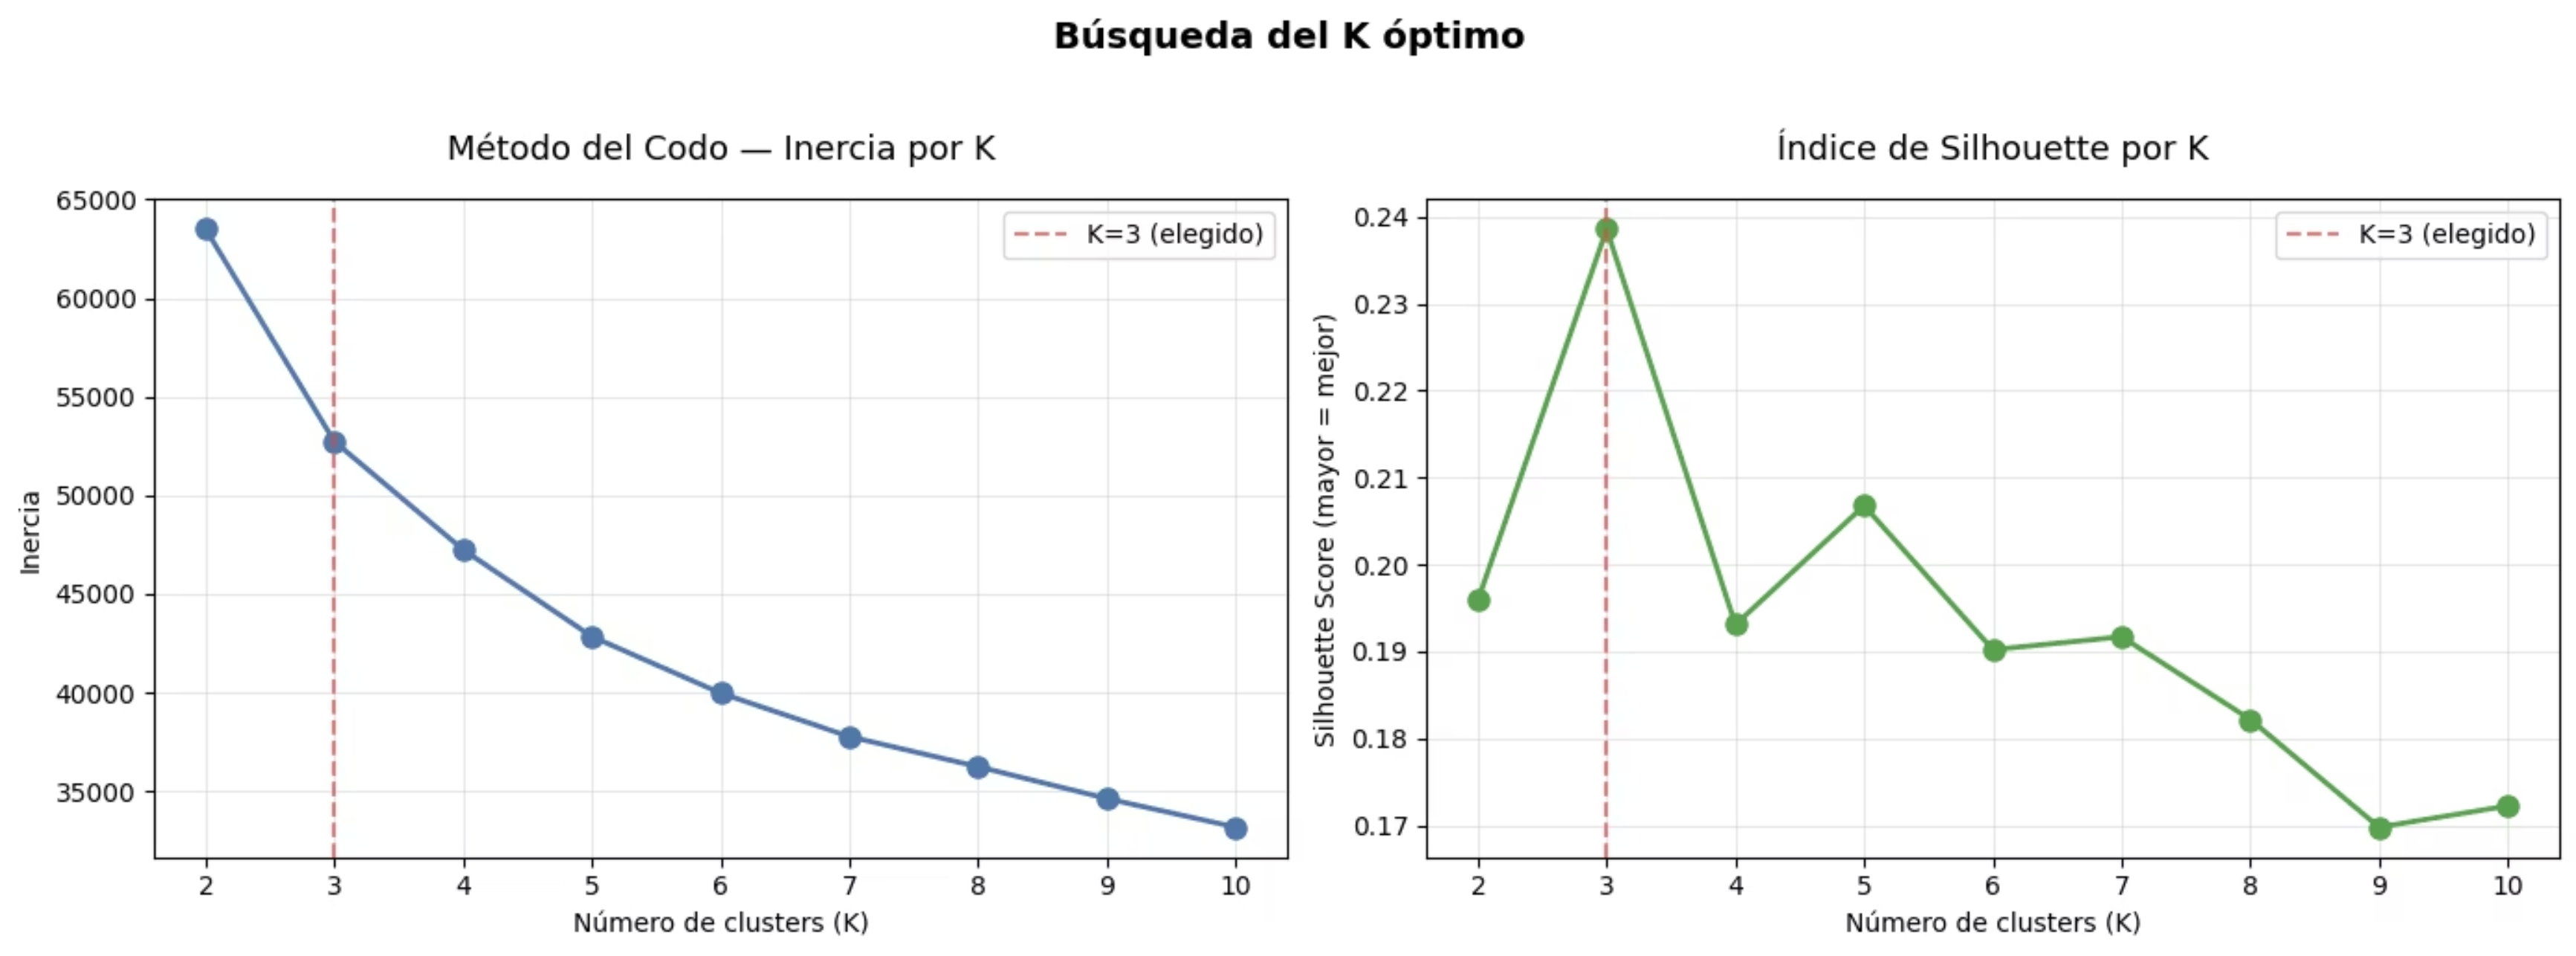 Búsqueda del K óptimo
Método del Codo — Inercia por K
65000
60000
55000
50000
45000
40000
35000
Inercia
K=3 (elegido)
2 3 4 5 6 7 8 9 10
Número de clusters (K)
Índice de Silhouette por K
0.24
0.23
0.22
0.21
0.20
0.19
0.18
0.17
Silhouette Score (mayor = mejor)
K=3 (elegido)
2 3 4 5 6 7 8 9 10
Número de clusters (K)